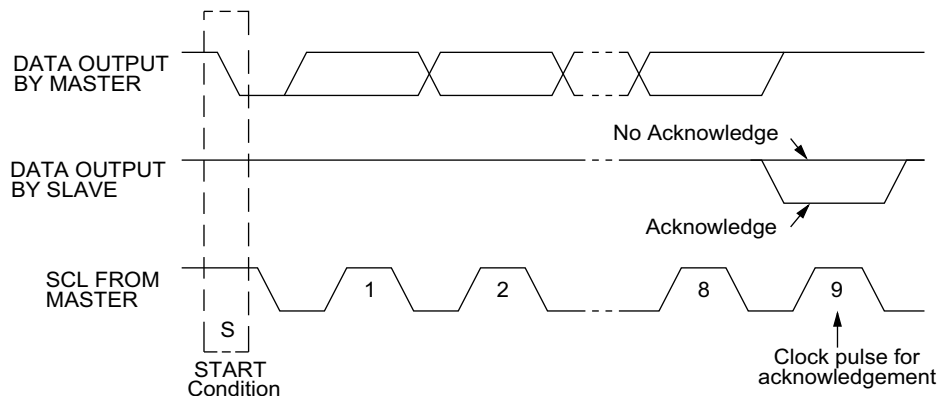 DATA OUTPUT
BY MASTER
No Acknowledge
DATA OUTPUT
BY SLAVE
Acknowledge
SCL FROM
MASTER
1
2
8
9
S
START
Condition
Clock pulse for
acknowledgement